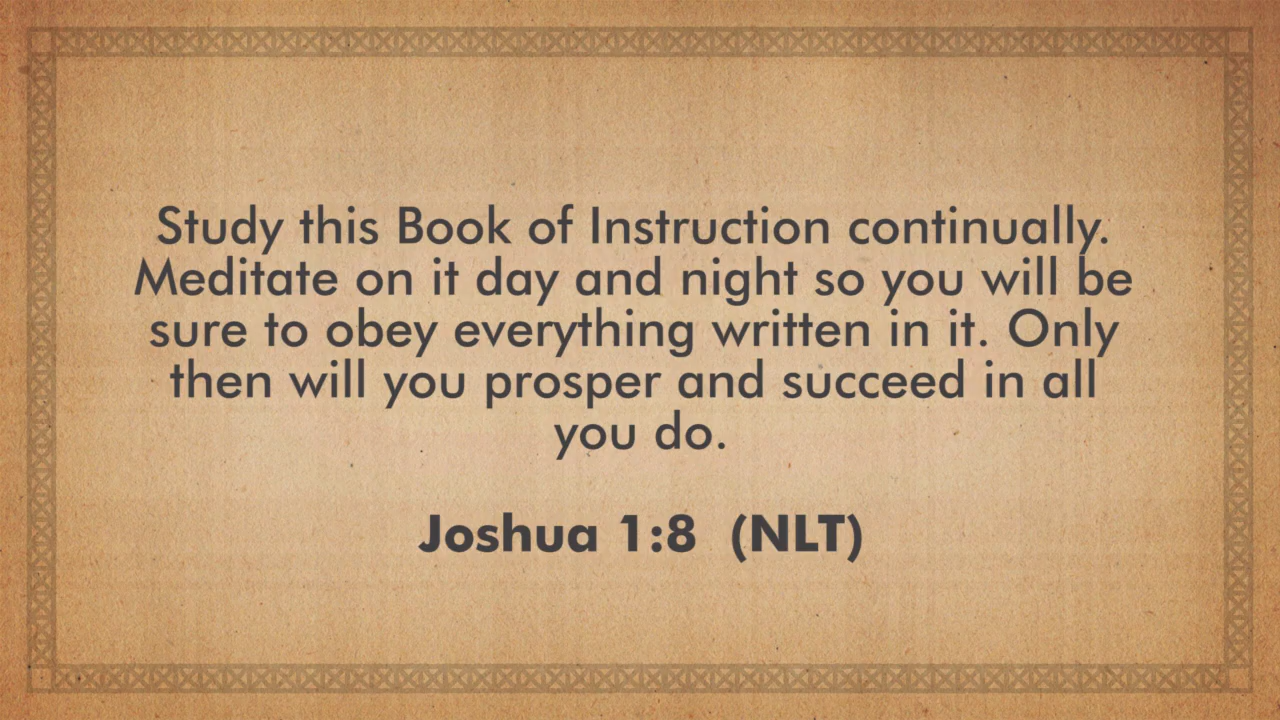 Study this Book of Instruction continually.
Meditate on it day and night so you will be
sure to obey everything written in it. Only
then will you prosper and succeed in all
you do.
Joshua 1:8  (NLT)